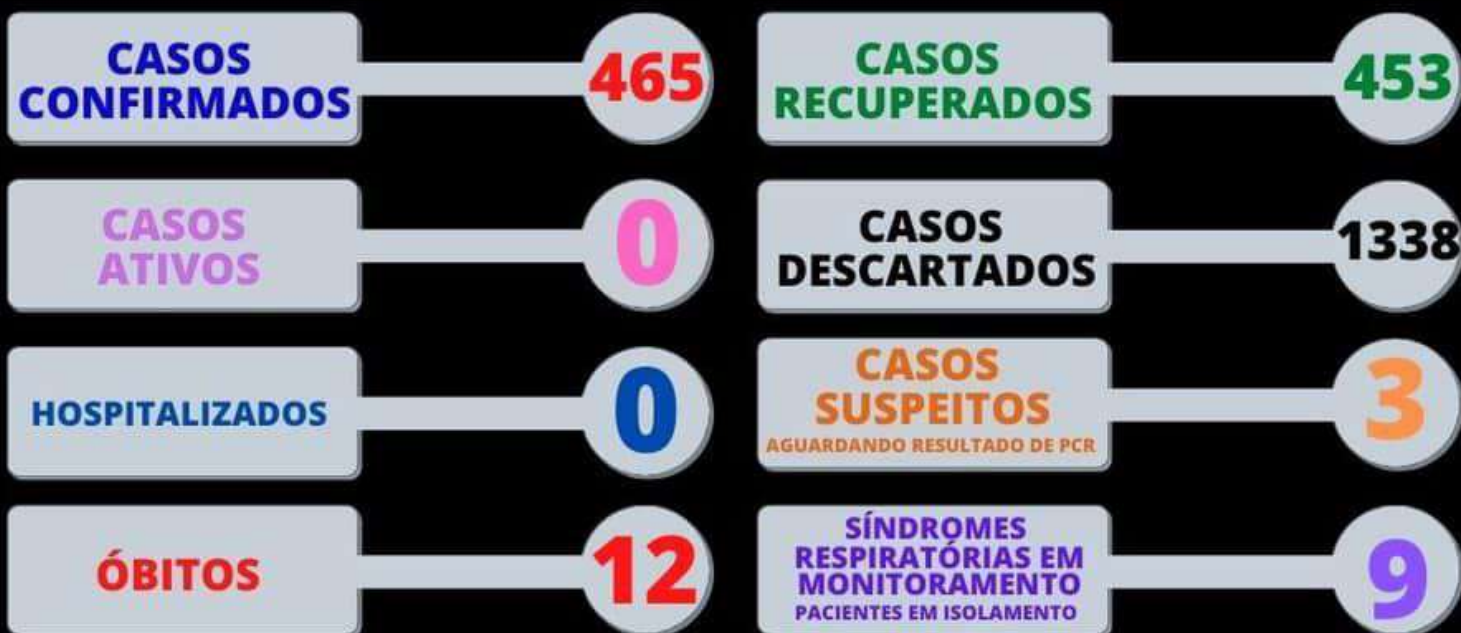 CASOS
CONFIRMADOS
465
CASOS
RECUPERADOS
453
CASOS
ATIVOS
0
CASOS
DESCARTADOS
1338
HOSPITALIZADOS
0
CASOS
SUSPEITOS
AGUARDANDO RESULTADO DE PCR
3
ÓBITOS
12
SÍNDROMES
RESPIRATÓRIAS EM
MONITORAMENTO
PACIENTES EM ISOLAMENTO
9